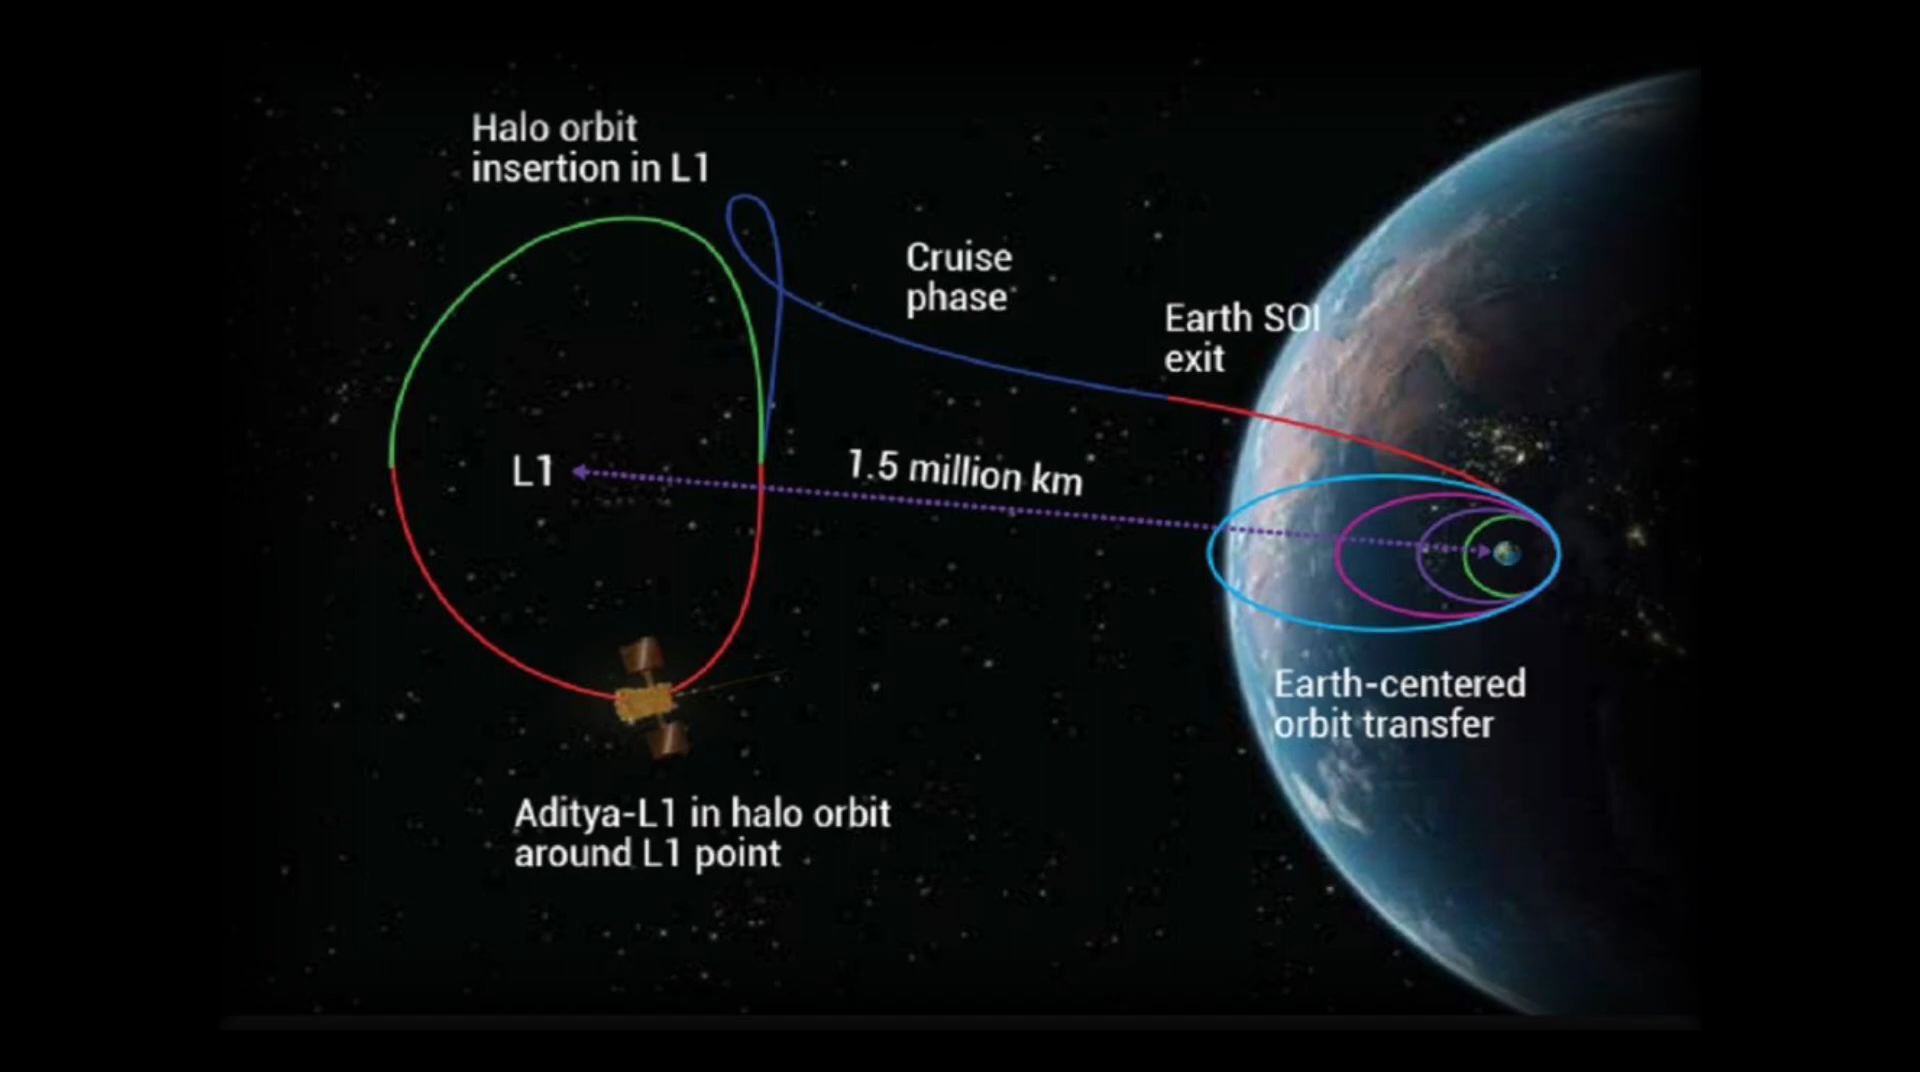 Halo orbit
insertion in L1
Cruise
phase
Earth SOI
exit
L1
1.5 million km
Earth-centered
orbit transfer
Aditya-L1 in halo orbit
around L1 point